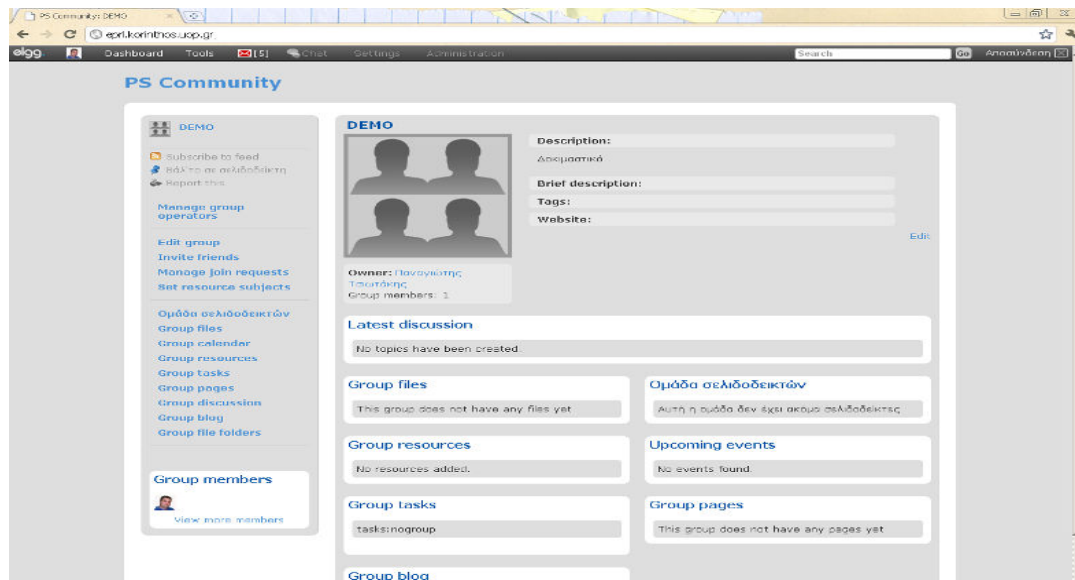 PS Community: DEMO
epri.korinthos.uop.gr
elgg Dashboard Tools [5] Chat Settings Administration Search Go Αποσύνδεση
PS Community
DEMO
Subscribe to feed
Βάλ'το σε σελιδοδείκτη
Report this
Manage group
operators
Edit group
Invite friends
Manage join requests
Set resource subjects
Ομάδα σελιδοδεικτών
Group files
Group calendar
Group resources
Group tasks
Group pages
Group discussion
Group blog
Group file folders
Group members
View more members
DEMO
Description:
Δοκιμαστικό
Brief description:
Tags:
Website:
Edit
Owner: Παναγιώτης
Τσιωτάκης
Group members: 1
Latest discussion
No topics have been created.
Group files
This group does not have any files yet
Ομάδα σελιδοδεικτών
Αυτή η ομάδα δεν έχει ακόμα σελιδοδείκτες
Group resources
No resources added.
Upcoming events
No events found.
Group tasks
tasks:nogroup
Group pages
This group does not have any pages yet
Group blog